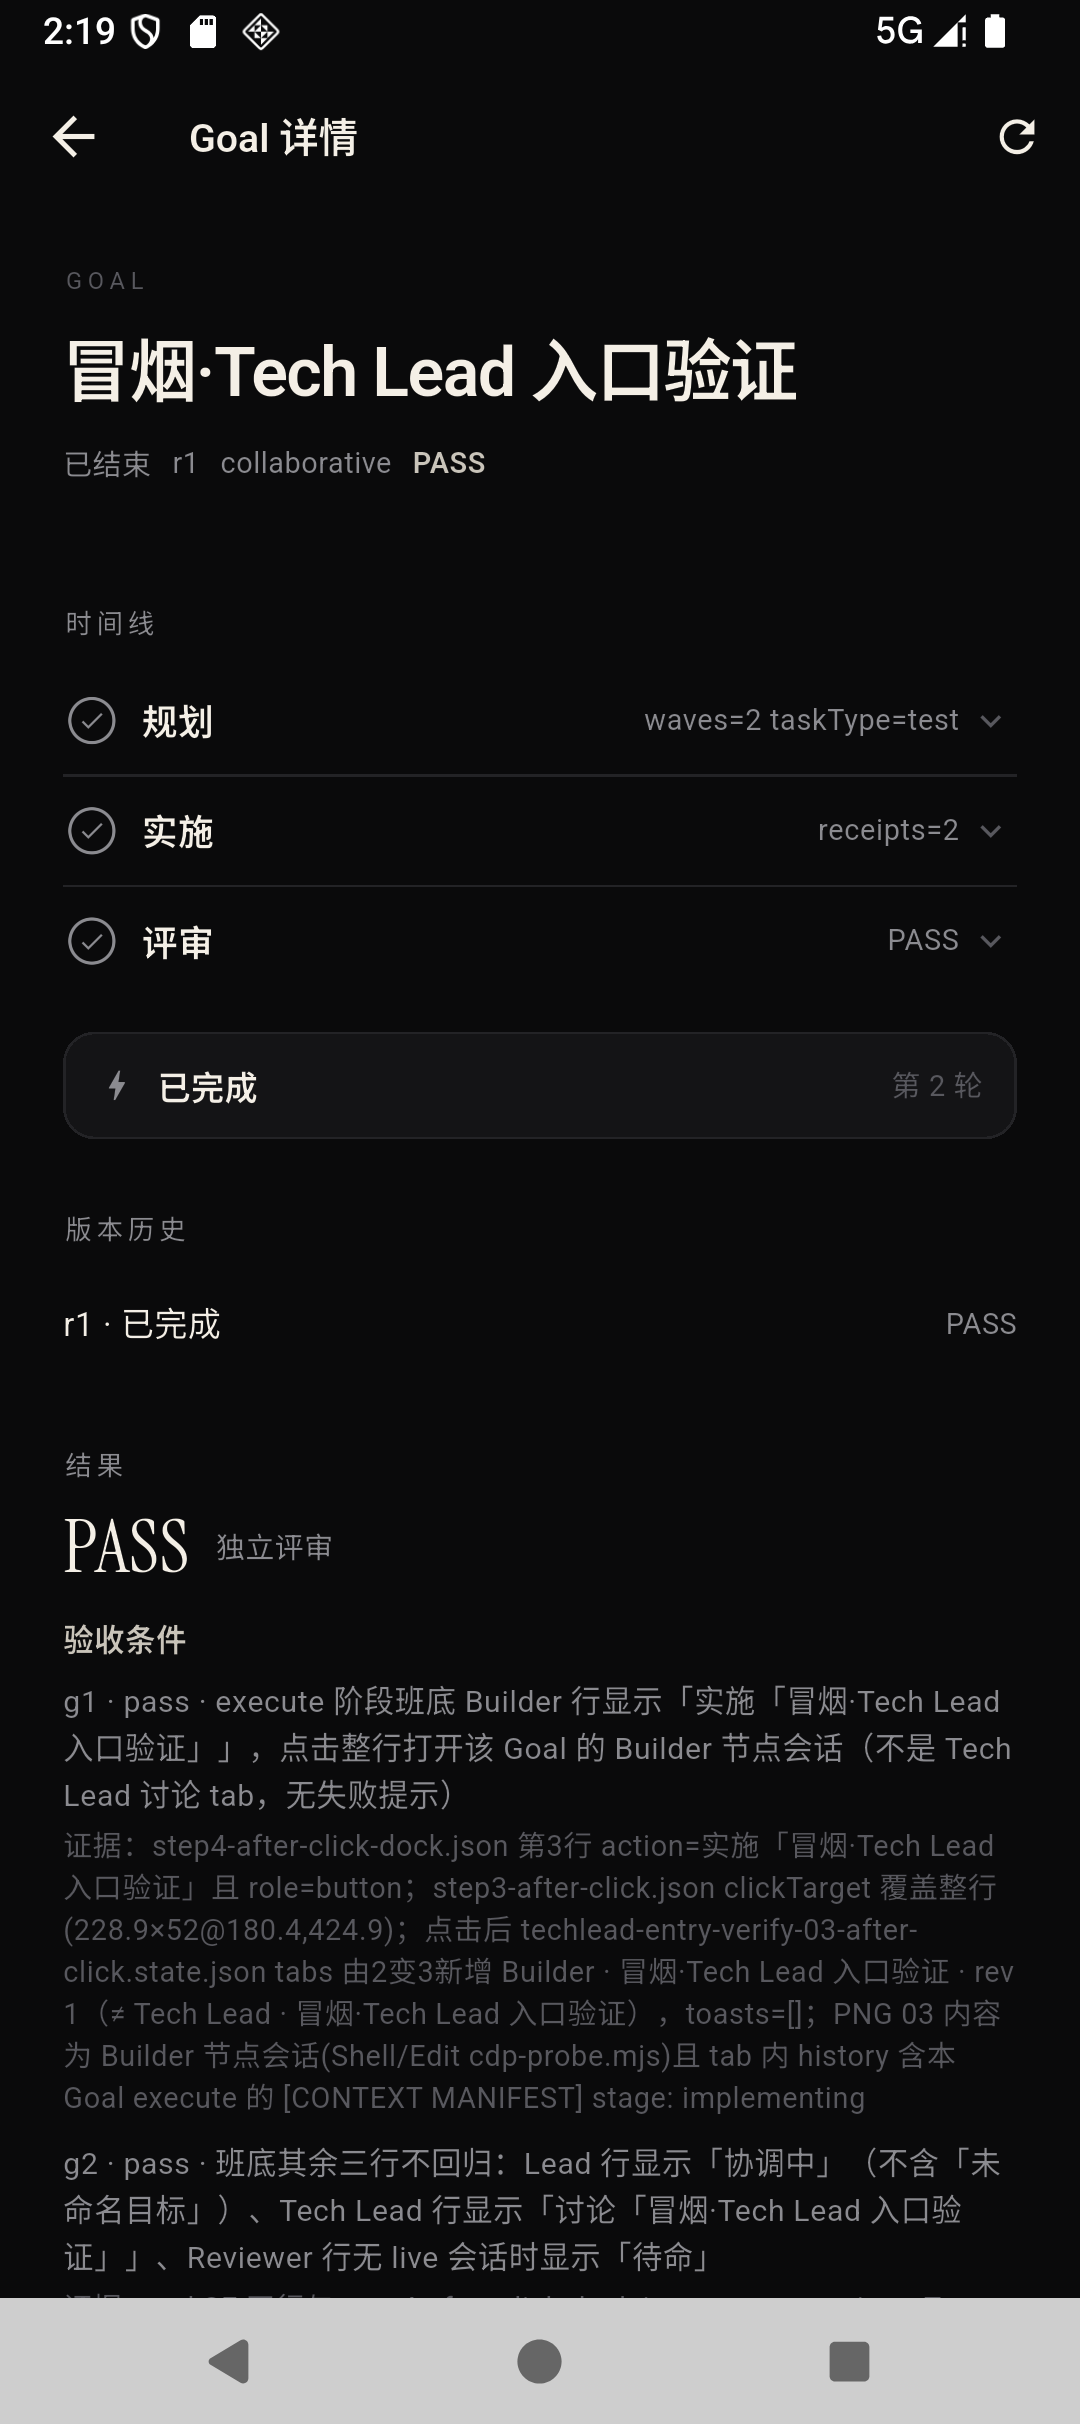 2:19
5G
Goal 详情
GOAL
冒烟·Tech Lead 入口验证
已结束 r1 collaborative PASS
时间线
规划 waves=2 taskType=test
实施 receipts=2
评审 PASS
已完成 第 2 轮
版本历史
r1 · 已完成 PASS
结果
PASS 独立评审
验收条件
g1 · pass · execute 阶段班底 Builder 行显示「实施「冒烟·Tech Lead
入口验证」」，点击整行打开该 Goal 的 Builder 节点会话（不是 Tech
Lead 讨论 tab，无失败提示）
证据：step4-after-click-dock.json 第3行 action=实施「冒烟·Tech Lead
入口验证」且 role=button；step3-after-click.json clickTarget 覆盖整行
(228.9×52@180.4,424.9)；点击后 techlead-entry-verify-03-after-
click.state.json tabs 由2变3新增 Builder · 冒烟·Tech Lead 入口验证 · rev
1（≠ Tech Lead · 冒烟·Tech Lead 入口验证），toasts=[]；PNG 03 内容
为 Builder 节点会话(Shell/Edit cdp-probe.mjs)且 tab 内 history 含本
Goal execute 的 [CONTEXT MANIFEST] stage: implementing
g2 · pass · 班底其余三行不回归：Lead 行显示「协调中」（不含「未
命名目标」）、Tech Lead 行显示「讨论「冒烟·Tech Lead 入口验
证」」、Reviewer 行无 live 会话时显示「待命」